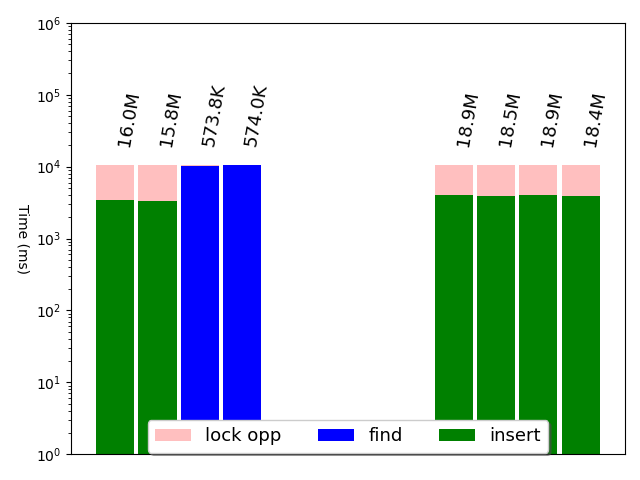 10^6
10^5
10^4
10^3
10^2
10^1
10^0
Time (ms)
16.0M
15.8M
573.8K
574.0K
18.9M
18.5M
18.9M
18.4M
lock opp find insert